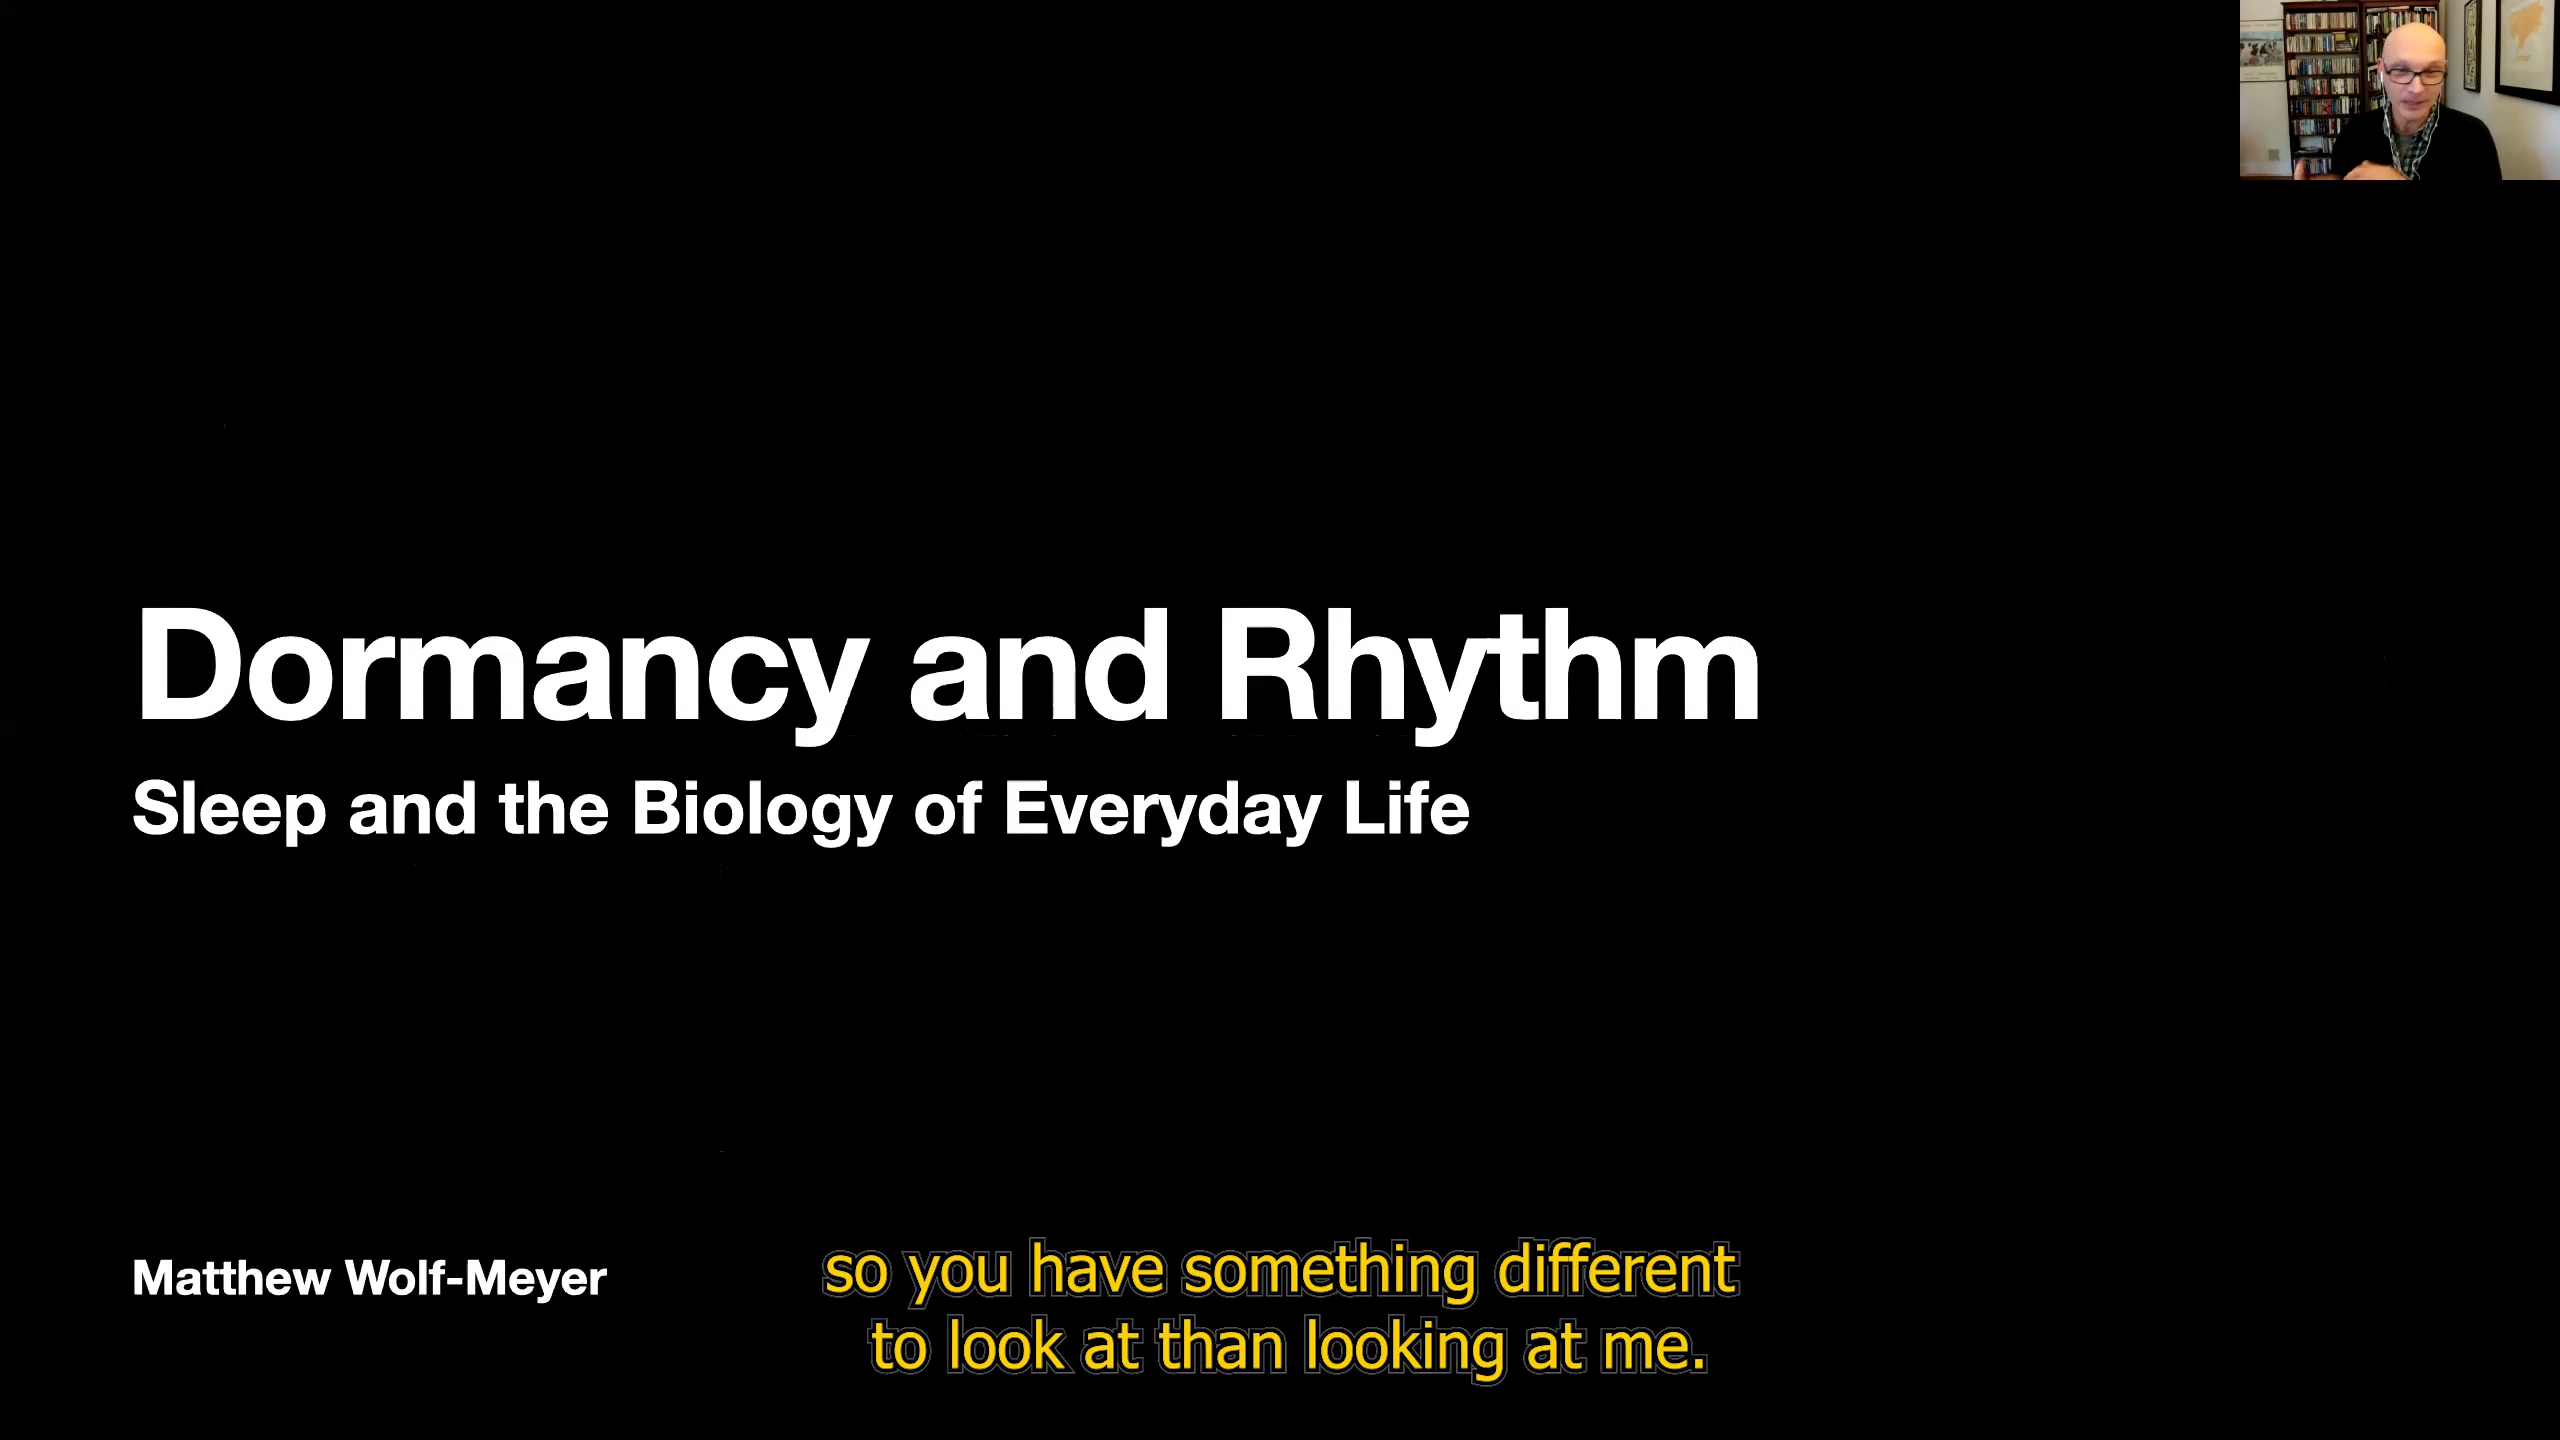 Dormancy and Rhythm
Sleep and the Biology of Everyday Life
Matthew Wolf-Meyer
so you have something different
to look at than looking at me.